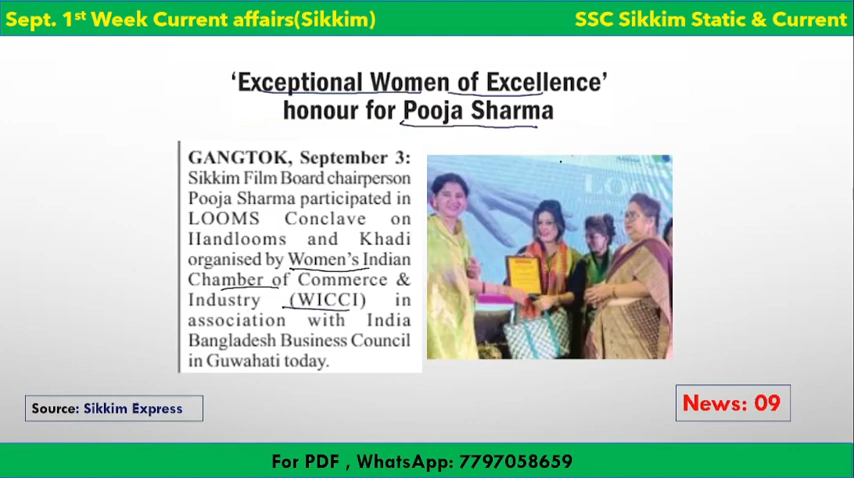 Sept. 1st Week Current affairs(Sikkim)
SSC Sikkim Static & Current
‘Exceptional Women of Excellence’
honour for Pooja Sharma
GANGTOK, September 3:
Sikkim Film Board chairperson
Pooja Sharma participated in
LOOMS Conclave on
Handlooms and Khadi
organised by Women’s Indian
Chamber of Commerce &
Industry (WICCI) in
association with India
Bangladesh Business Council
in Guwahati today.
LOO
Source: Sikkim Express
News: 09
For PDF , WhatsApp: 7797058659